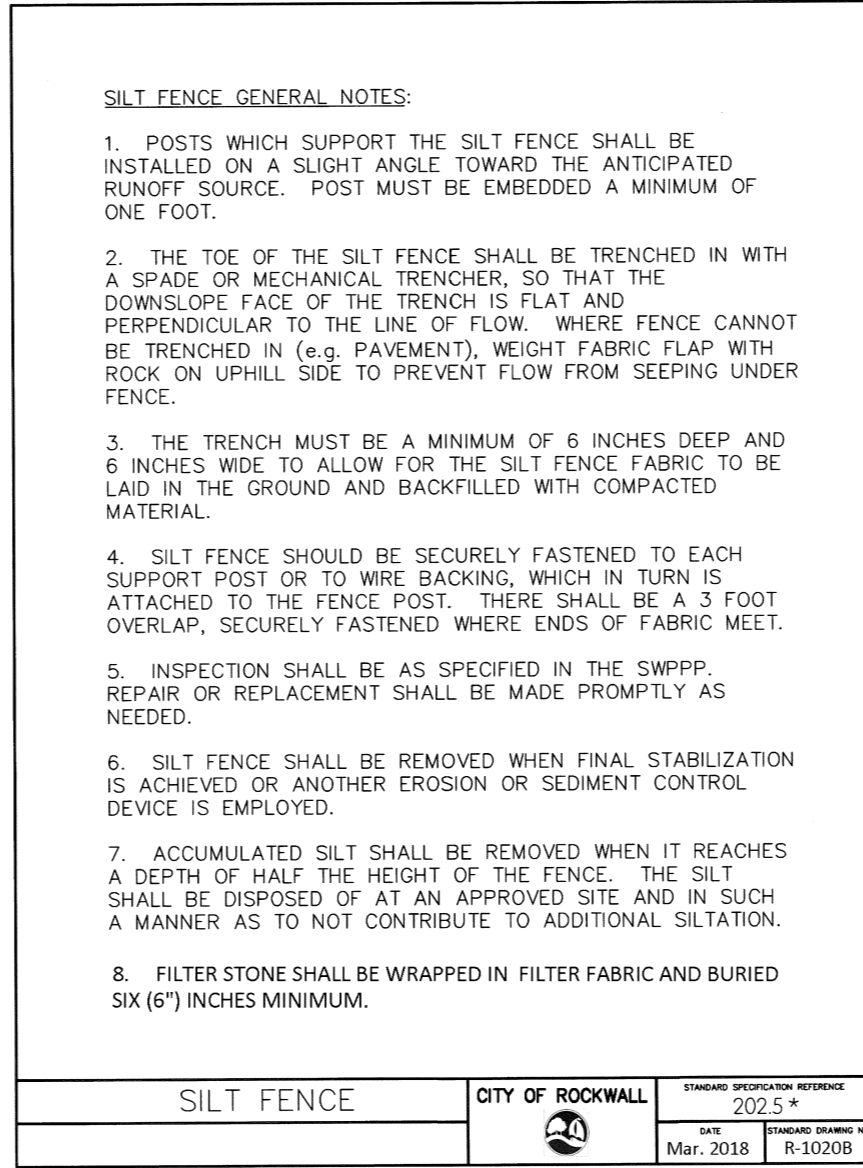 SILT FENCE GENERAL NOTES:
1. POSTS WHICH SUPPORT THE SILT FENCE SHALL BE
INSTALLED ON A SLIGHT ANGLE TOWARD THE ANTICIPATED
RUNOFF SOURCE. POST MUST BE EMBEDDED A MINIMUM OF
ONE FOOT.
2. THE TOE OF THE SILT FENCE SHALL BE TRENCHED IN WITH
A SPADE OR MECHANICAL TRENCHER, SO THAT THE
DOWNSLOPE FACE OF THE TRENCH IS FLAT AND
PERPENDICULAR TO THE LINE OF FLOW. WHERE FENCE CANNOT
BE TRENCHED IN (e.g. PAVEMENT), WEIGHT FABRIC FLAP WITH
ROCK ON UPHILL SIDE TO PREVENT FLOW FROM SEEPING UNDER
FENCE.
3. THE TRENCH MUST BE A MINIMUM OF 6 INCHES DEEP AND
6 INCHES WIDE TO ALLOW FOR THE SILT FENCE FABRIC TO BE
LAID IN THE GROUND AND BACKFILLED WITH COMPACTED
MATERIAL.
4. SILT FENCE SHOULD BE SECURELY FASTENED TO EACH
SUPPORT POST OR TO WIRE BACKING, WHICH IN TURN IS
ATTACHED TO THE FENCE POST. THERE SHALL BE A 3 FOOT
OVERLAP, SECURELY FASTENED WHERE ENDS OF FABRIC MEET.
5. INSPECTION SHALL BE AS SPECIFIED IN THE SWPPP.
REPAIR OR REPLACEMENT SHALL BE MADE PROMPTLY AS
NEEDED.
6. SILT FENCE SHALL BE REMOVED WHEN FINAL STABILIZATION
IS ACHIEVED OR ANOTHER EROSION OR SEDIMENT CONTROL
DEVICE IS EMPLOYED.
7. ACCUMULATED SILT SHALL BE REMOVED WHEN IT REACHES
A DEPTH OF HALF THE HEIGHT OF THE FENCE. THE SILT
SHALL BE DISPOSED OF AT AN APPROVED SITE AND IN SUCH
A MANNER AS TO NOT CONTRIBUTE TO ADDITIONAL SILTATION.
8. FILTER STONE SHALL BE WRAPPED IN FILTER FABRIC AND BURIED
SIX (6") INCHES MINIMUM.
SILT FENCE
CITY OF ROCKWALL
STANDARD SPECIFICATION REFERENCE
202.5 *
DATE
Mar. 2018
STANDARD DRAWING N
R-1020B